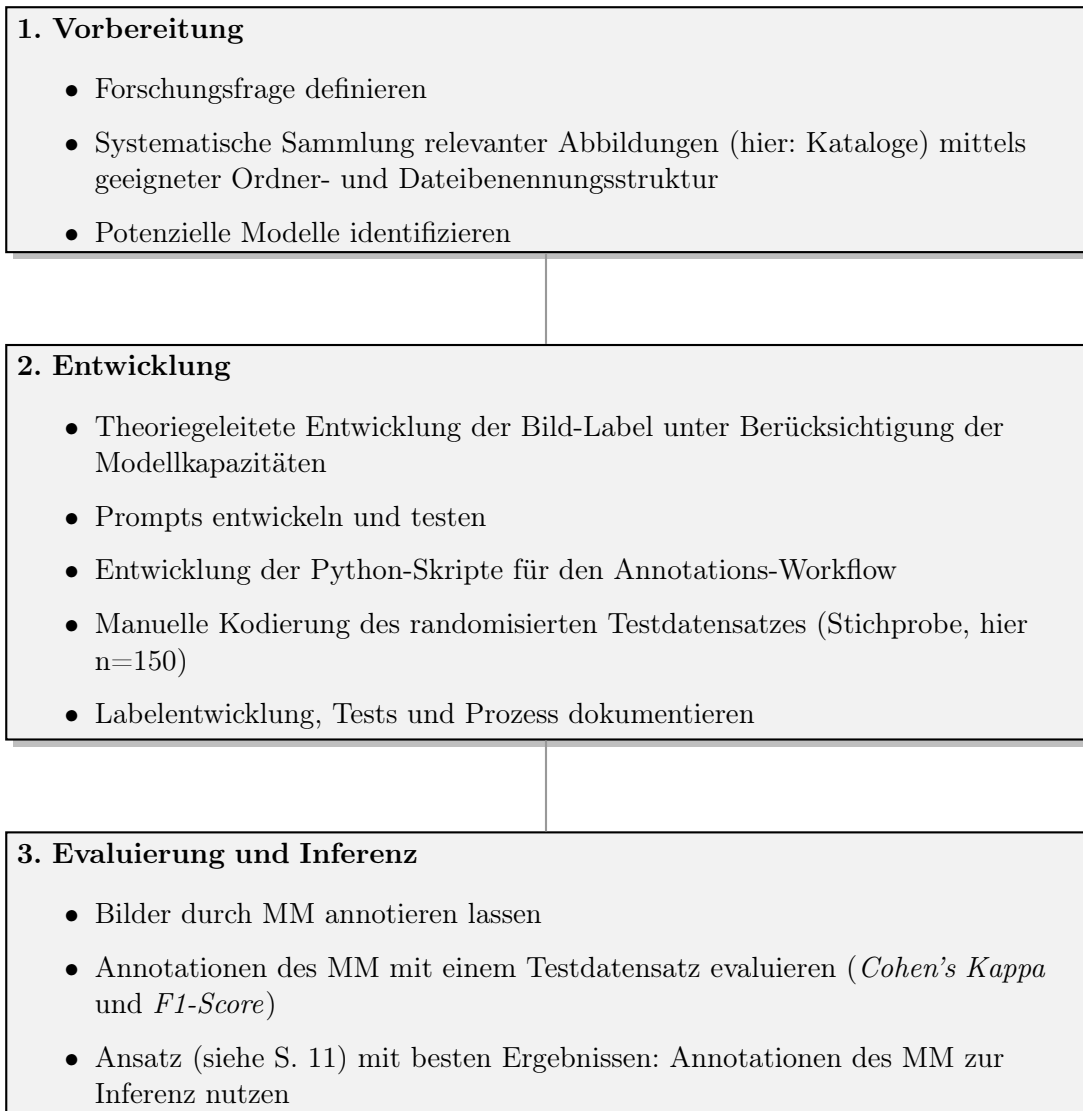 1. Vorbereitung
• Forschungsfrage definieren
• Systematische Sammlung relevanter Abbildungen (hier: Kataloge) mittels
geeigneter Ordner- und Dateibenennungsstruktur
• Potenzielle Modelle identifizieren
2. Entwicklung
• Theoriegeleitete Entwicklung der Bild-Label unter Berücksichtigung der
Modellkapazitäten
• Prompts entwickeln und testen
• Entwicklung der Python-Skripte für den Annotations-Workflow
• Manuelle Kodierung des randomisierten Testdatensatzes (Stichprobe, hier
n=150)
• Labelentwicklung, Tests und Prozess dokumentieren
3. Evaluierung und Inferenz
• Bilder durch MM annotieren lassen
• Annotationen des MM mit einem Testdatensatz evaluieren (Cohen's Kappa
und F1-Score)
• Ansatz (siehe S. 11) mit besten Ergebnissen: Annotationen des MM zur
Inferenz nutzen